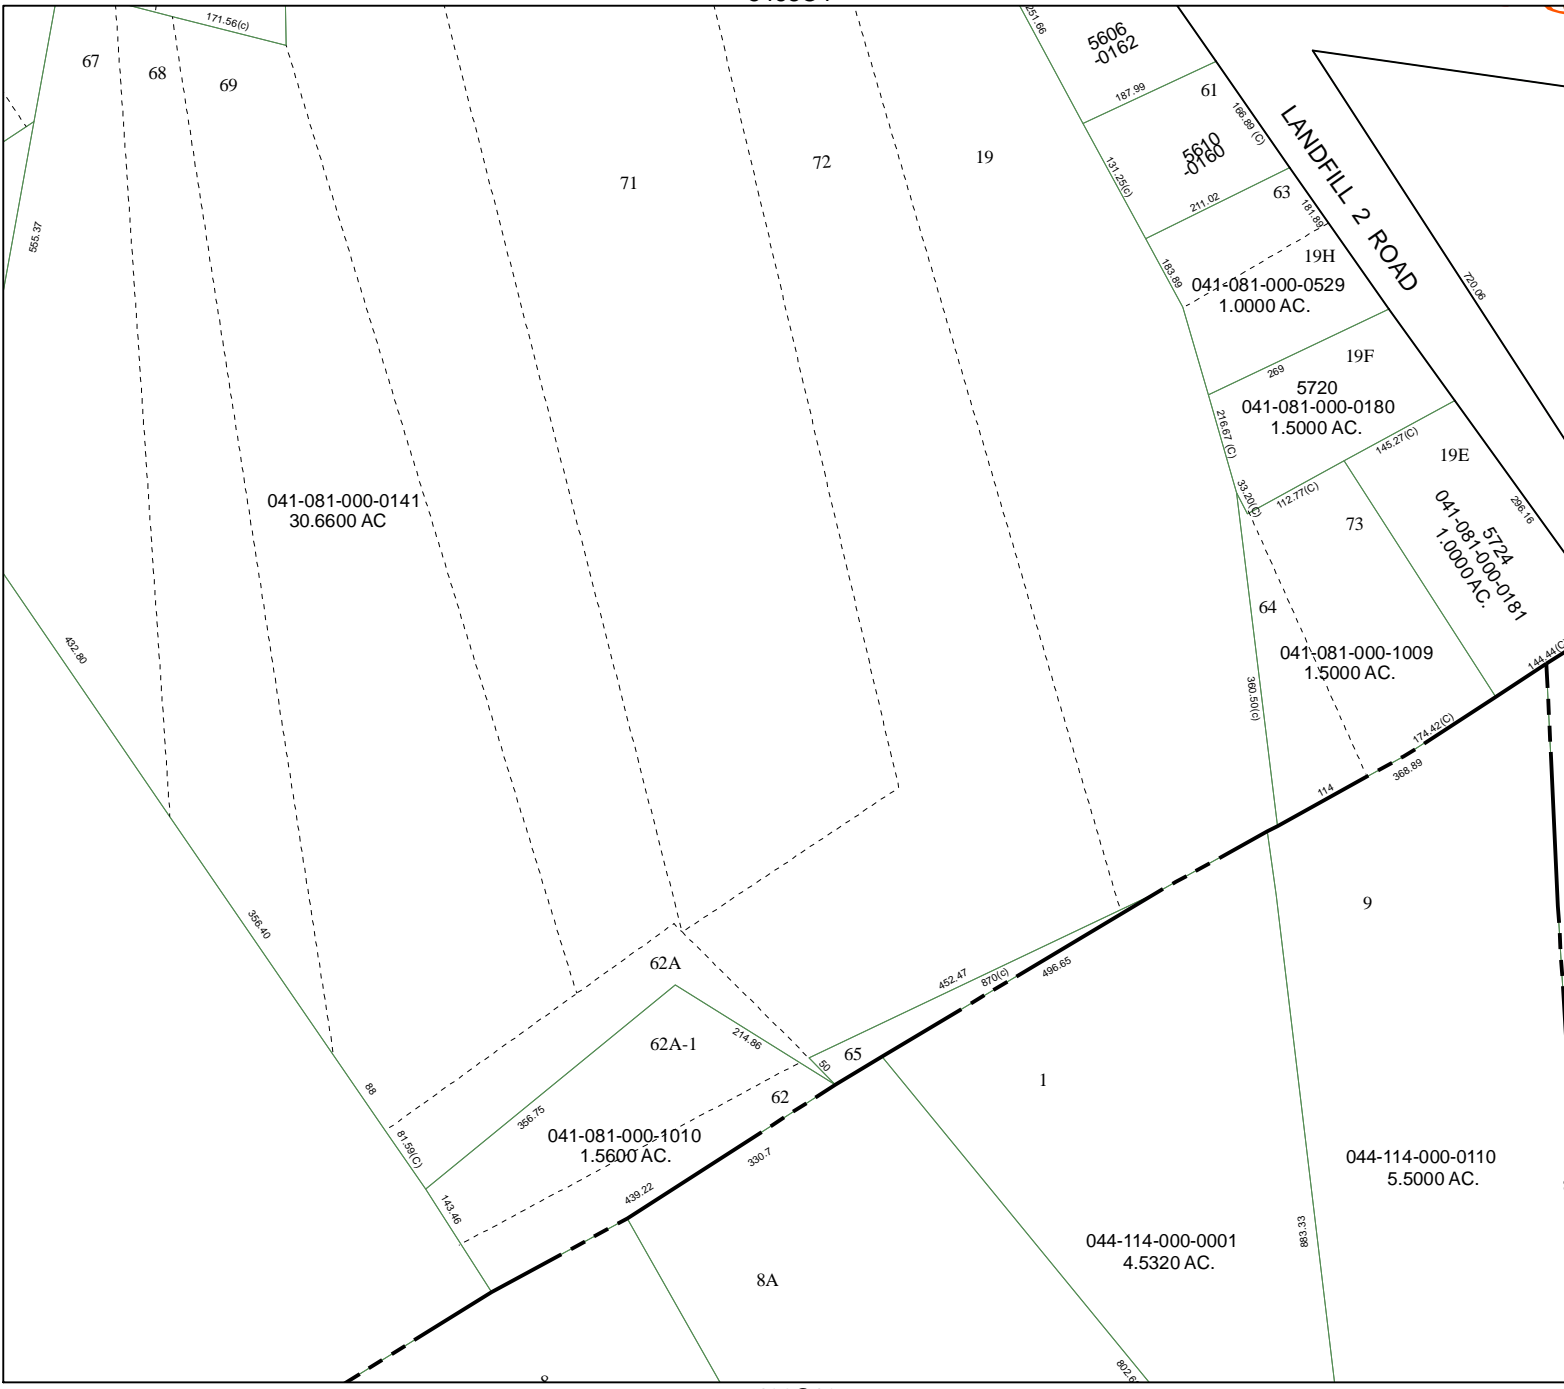 171.56(c)
67
68
69
555.37
71
72
19
251.66
5606
-0162
187.99
61
166.89 (C)
131.25(c)
5610
-0160
211.02
63
181.89
LANDFILL 2 ROAD
720.06
183.89
19H
041-081-000-0529
1.0000 AC.
269
19F
5720
041-081-000-0180
1.5000 AC.
216.67 (C)
145.27(C)
19E
33.20(C)
112.77(C)
73
5724
041-081-000-0181
1.0000 AC.
296.16
041-081-000-0141
30.6600 AC
64
041-081-000-1009
1.5000 AC.
144.44(C)
432.80
360.50(c)
174.42(C)
368.89
114
9
356.40
62A
452.47
870(c)
496.65
62A-1
214.86
65
50
1
88
62
356.75
81.59(C)
041-081-000-1010
1.5600 AC.
330.7
044-114-000-0110
5.5000 AC.
439.22
143.46
883.33
044-114-000-0001
4.5320 AC.
8A